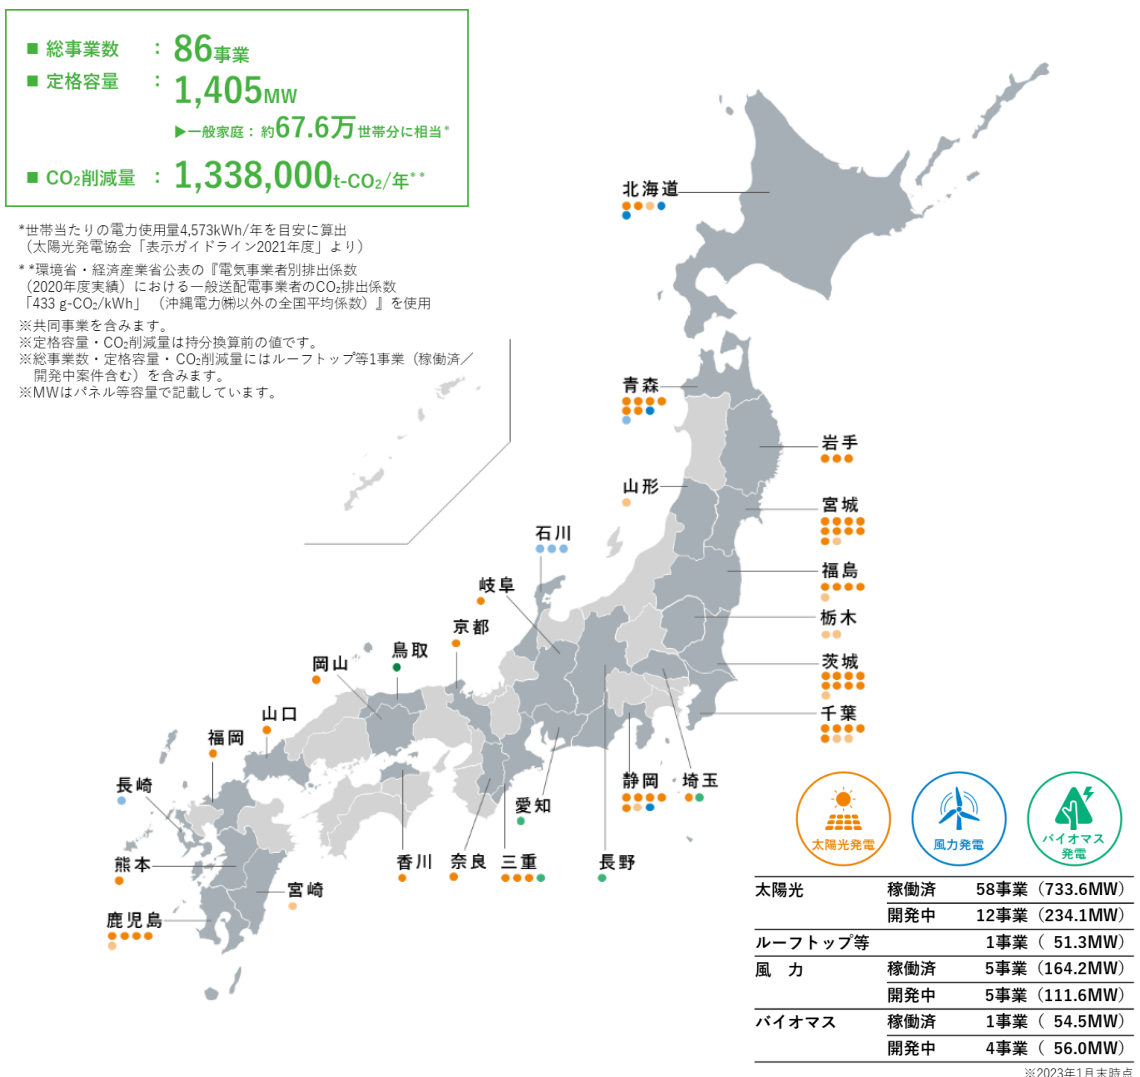 ■ 総事業数 ： 86事業
■ 定格容量 ： 1,405MW
▶一般家庭：約67.6万世帯分に相当*
■ CO₂削減量 ： 1,338,000t-CO₂/年**
*世帯当たりの電力使用量4,573kWh/年を目安に算出
（太陽光発電協会「表示ガイドライン2021年度」より）
**環境省・経済産業省公表の『電気事業者別排出係数
（2020年度実績）における一般送配電事業者のCO₂排出係数
「433 g-CO₂/kWh」（沖縄電力㈱以外の全国平均係数）』を使用
※共同事業を含みます。
※定格容量・CO₂削減量は持分換算前の値です。
※総事業数・定格容量・CO₂削減量にはルーフトップ等1事業（稼働済／
開発中案件含む）を含みます。
※MWはパネル等容量で記載しています。
北海道
青森
岩手
山形
宮城
石川
福島
岐阜
栃木
京都
鳥取
岡山
茨城
山口
千葉
福岡
長崎
静岡
埼玉
愛知
香川
奈良
三重
長野
熊本
宮崎
鹿児島
太陽光発電
風力発電
バイオマス
発電
太陽光 稼働済 58事業（733.6MW）
開発中 12事業（234.1MW）
ルーフトップ等 1事業（ 51.3MW）
風 力 稼働済 5事業（164.2MW）
開発中 5事業（111.6MW）
バイオマス 稼働済 1事業（ 54.5MW）
開発中 4事業（ 56.0MW）
※2023年1月末時点